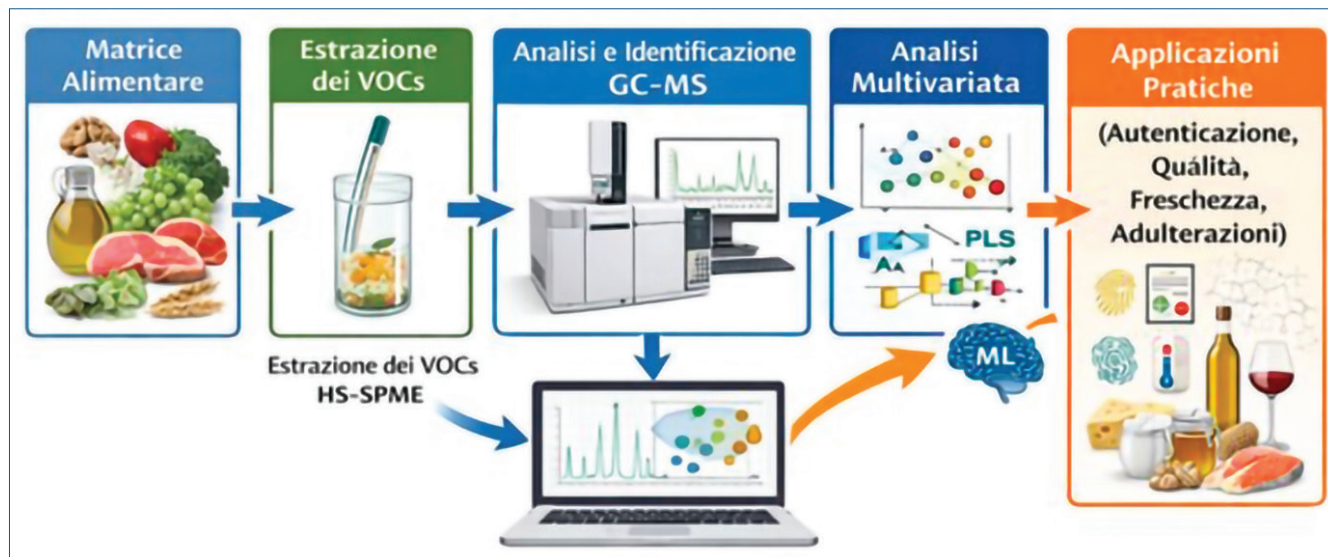 Matrice
Alimentare
Estrazione
dei VOCs
Analisi e Identificazione
GC-MS
Analisi
Multivariata
Applicazioni
Pratiche
(Autenticazione,
Quálità,
Freschezza,
Adulterazioni)
PLS
Estrazione dei VOCs
HS-SPME
ML